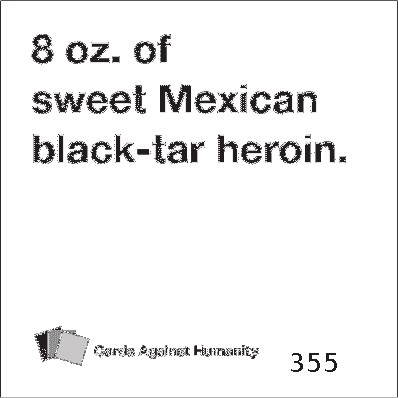 8 oz. of
sweet Mexican
black-tar heroin.
Cards Against Humanity
355